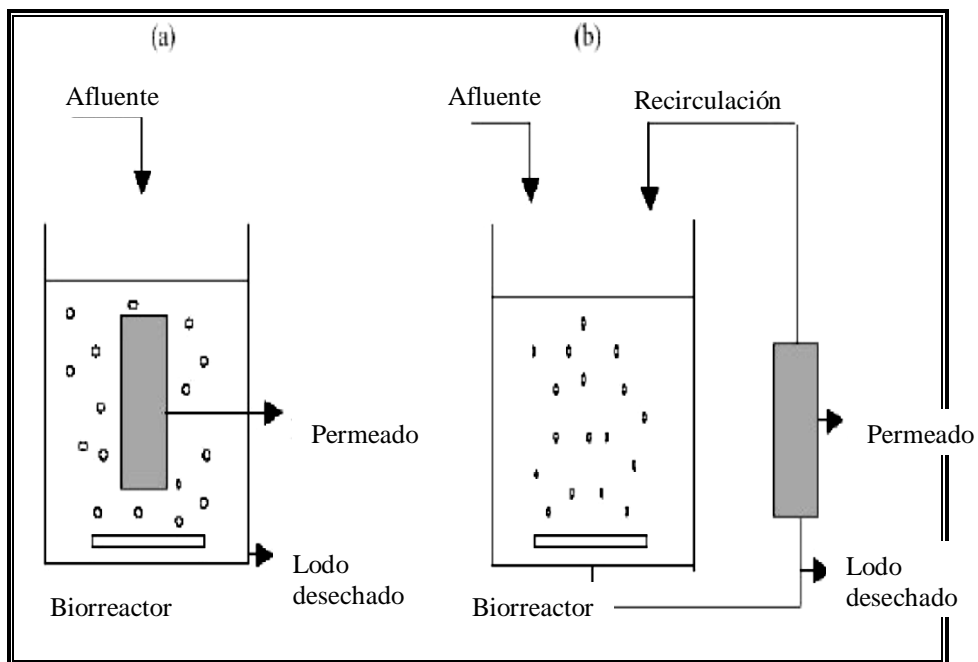 (a)
Afluente
Permeado
Lodo
desechado
Biorreactor
(b)
Afluente
Recirculación
Permeado
Lodo
desechado
Biorreactor